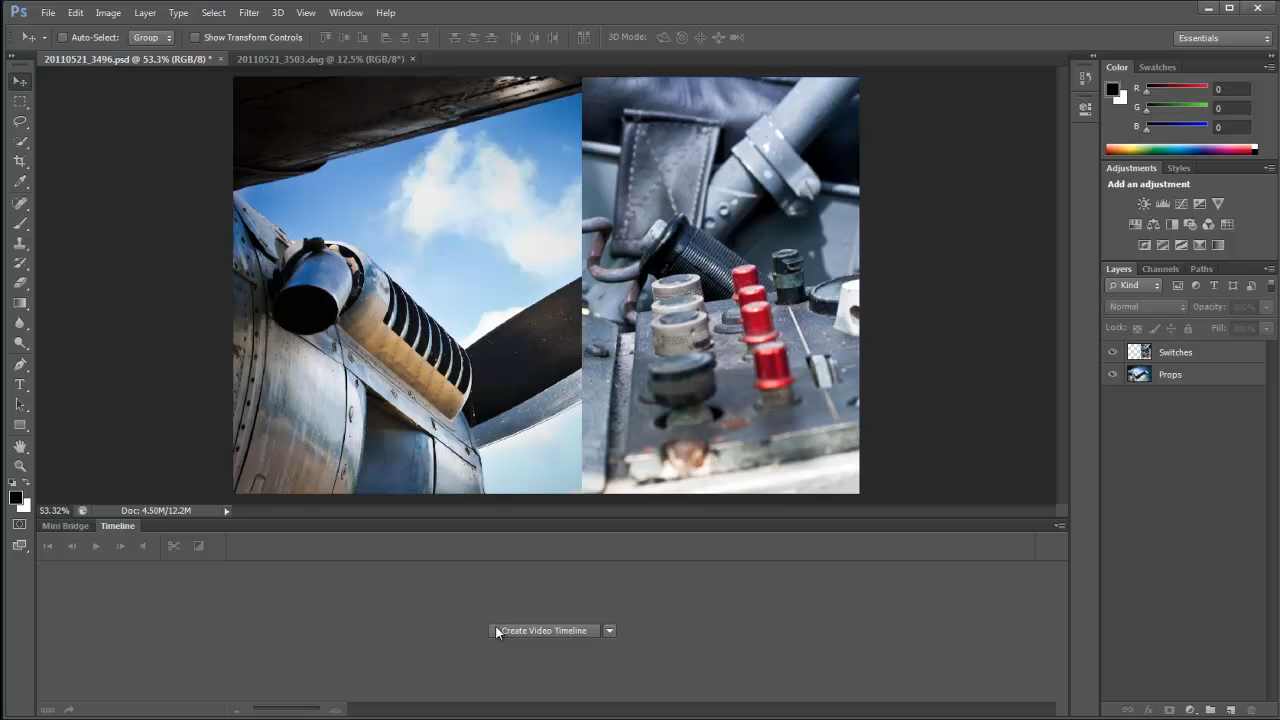 Ps File Edit Image Layer Type Select Filter 3D View Window Help
Auto-Select: Group Show Transform Controls 3D Mode: Essentials
20110521_3496.psd @ 53.3% (RGB/8) * × 20110521_3503.dng @ 12.5% (RGB/8*) ×
Color Swatches
R 0
G 0
B 0
Adjustments Styles
Add an adjustment
Layers Channels Paths
Kind
Normal Opacity: 100%
Lock: Fill: 100%
Switches
Props
T
53.32% Doc: 4.50M/12.2M
Mini Bridge Timeline
Create Video Timeline
fx